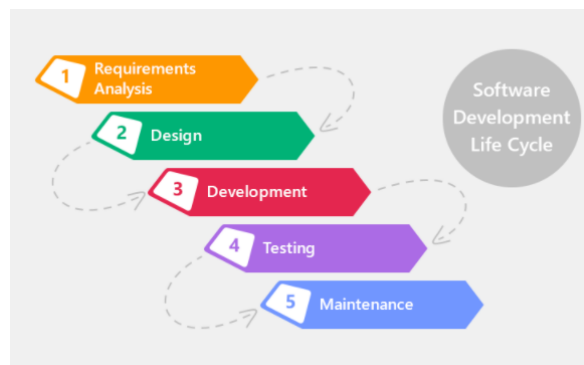 1
Requirements
Analysis
2
Design
3
Development
4
Testing
5
Maintenance
Software
Development
Life Cycle